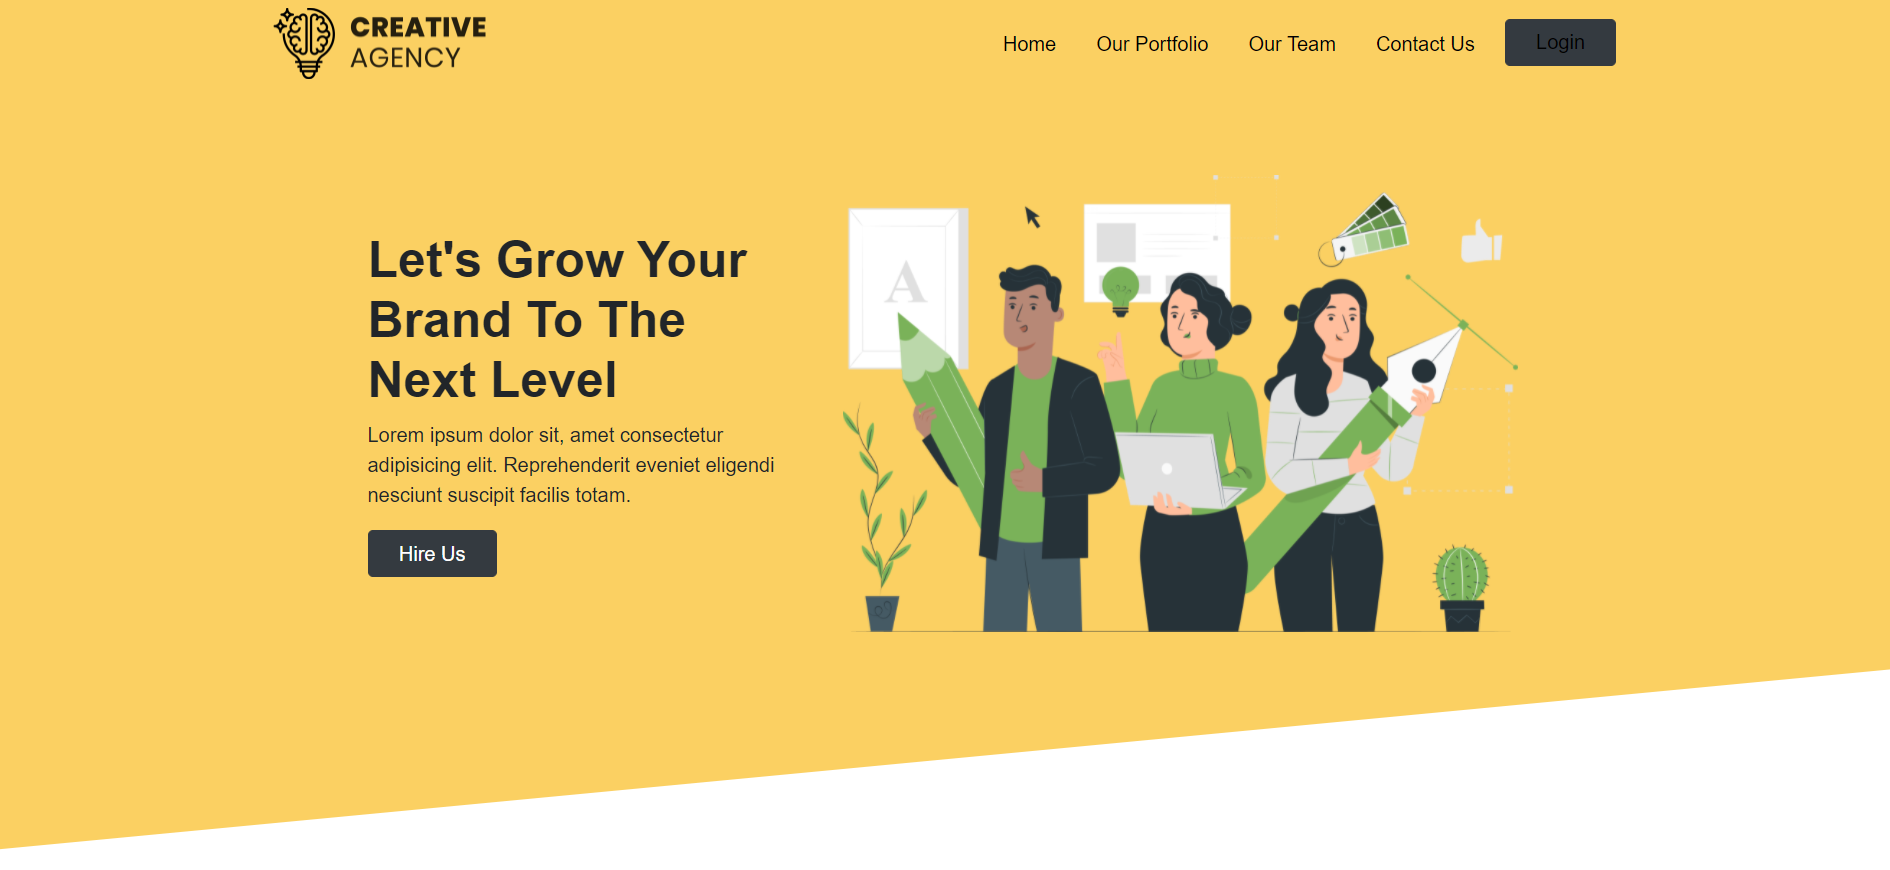 CREATIVE
AGENCY
Home Our Portfolio Our Team Contact Us Login
Let's Grow Your
Brand To The
Next Level
Lorem ipsum dolor sit, amet consectetur
adipisicing elit. Reprehenderit eveniet eligendi
nesciunt suscipit facilis totam.
Hire Us
A